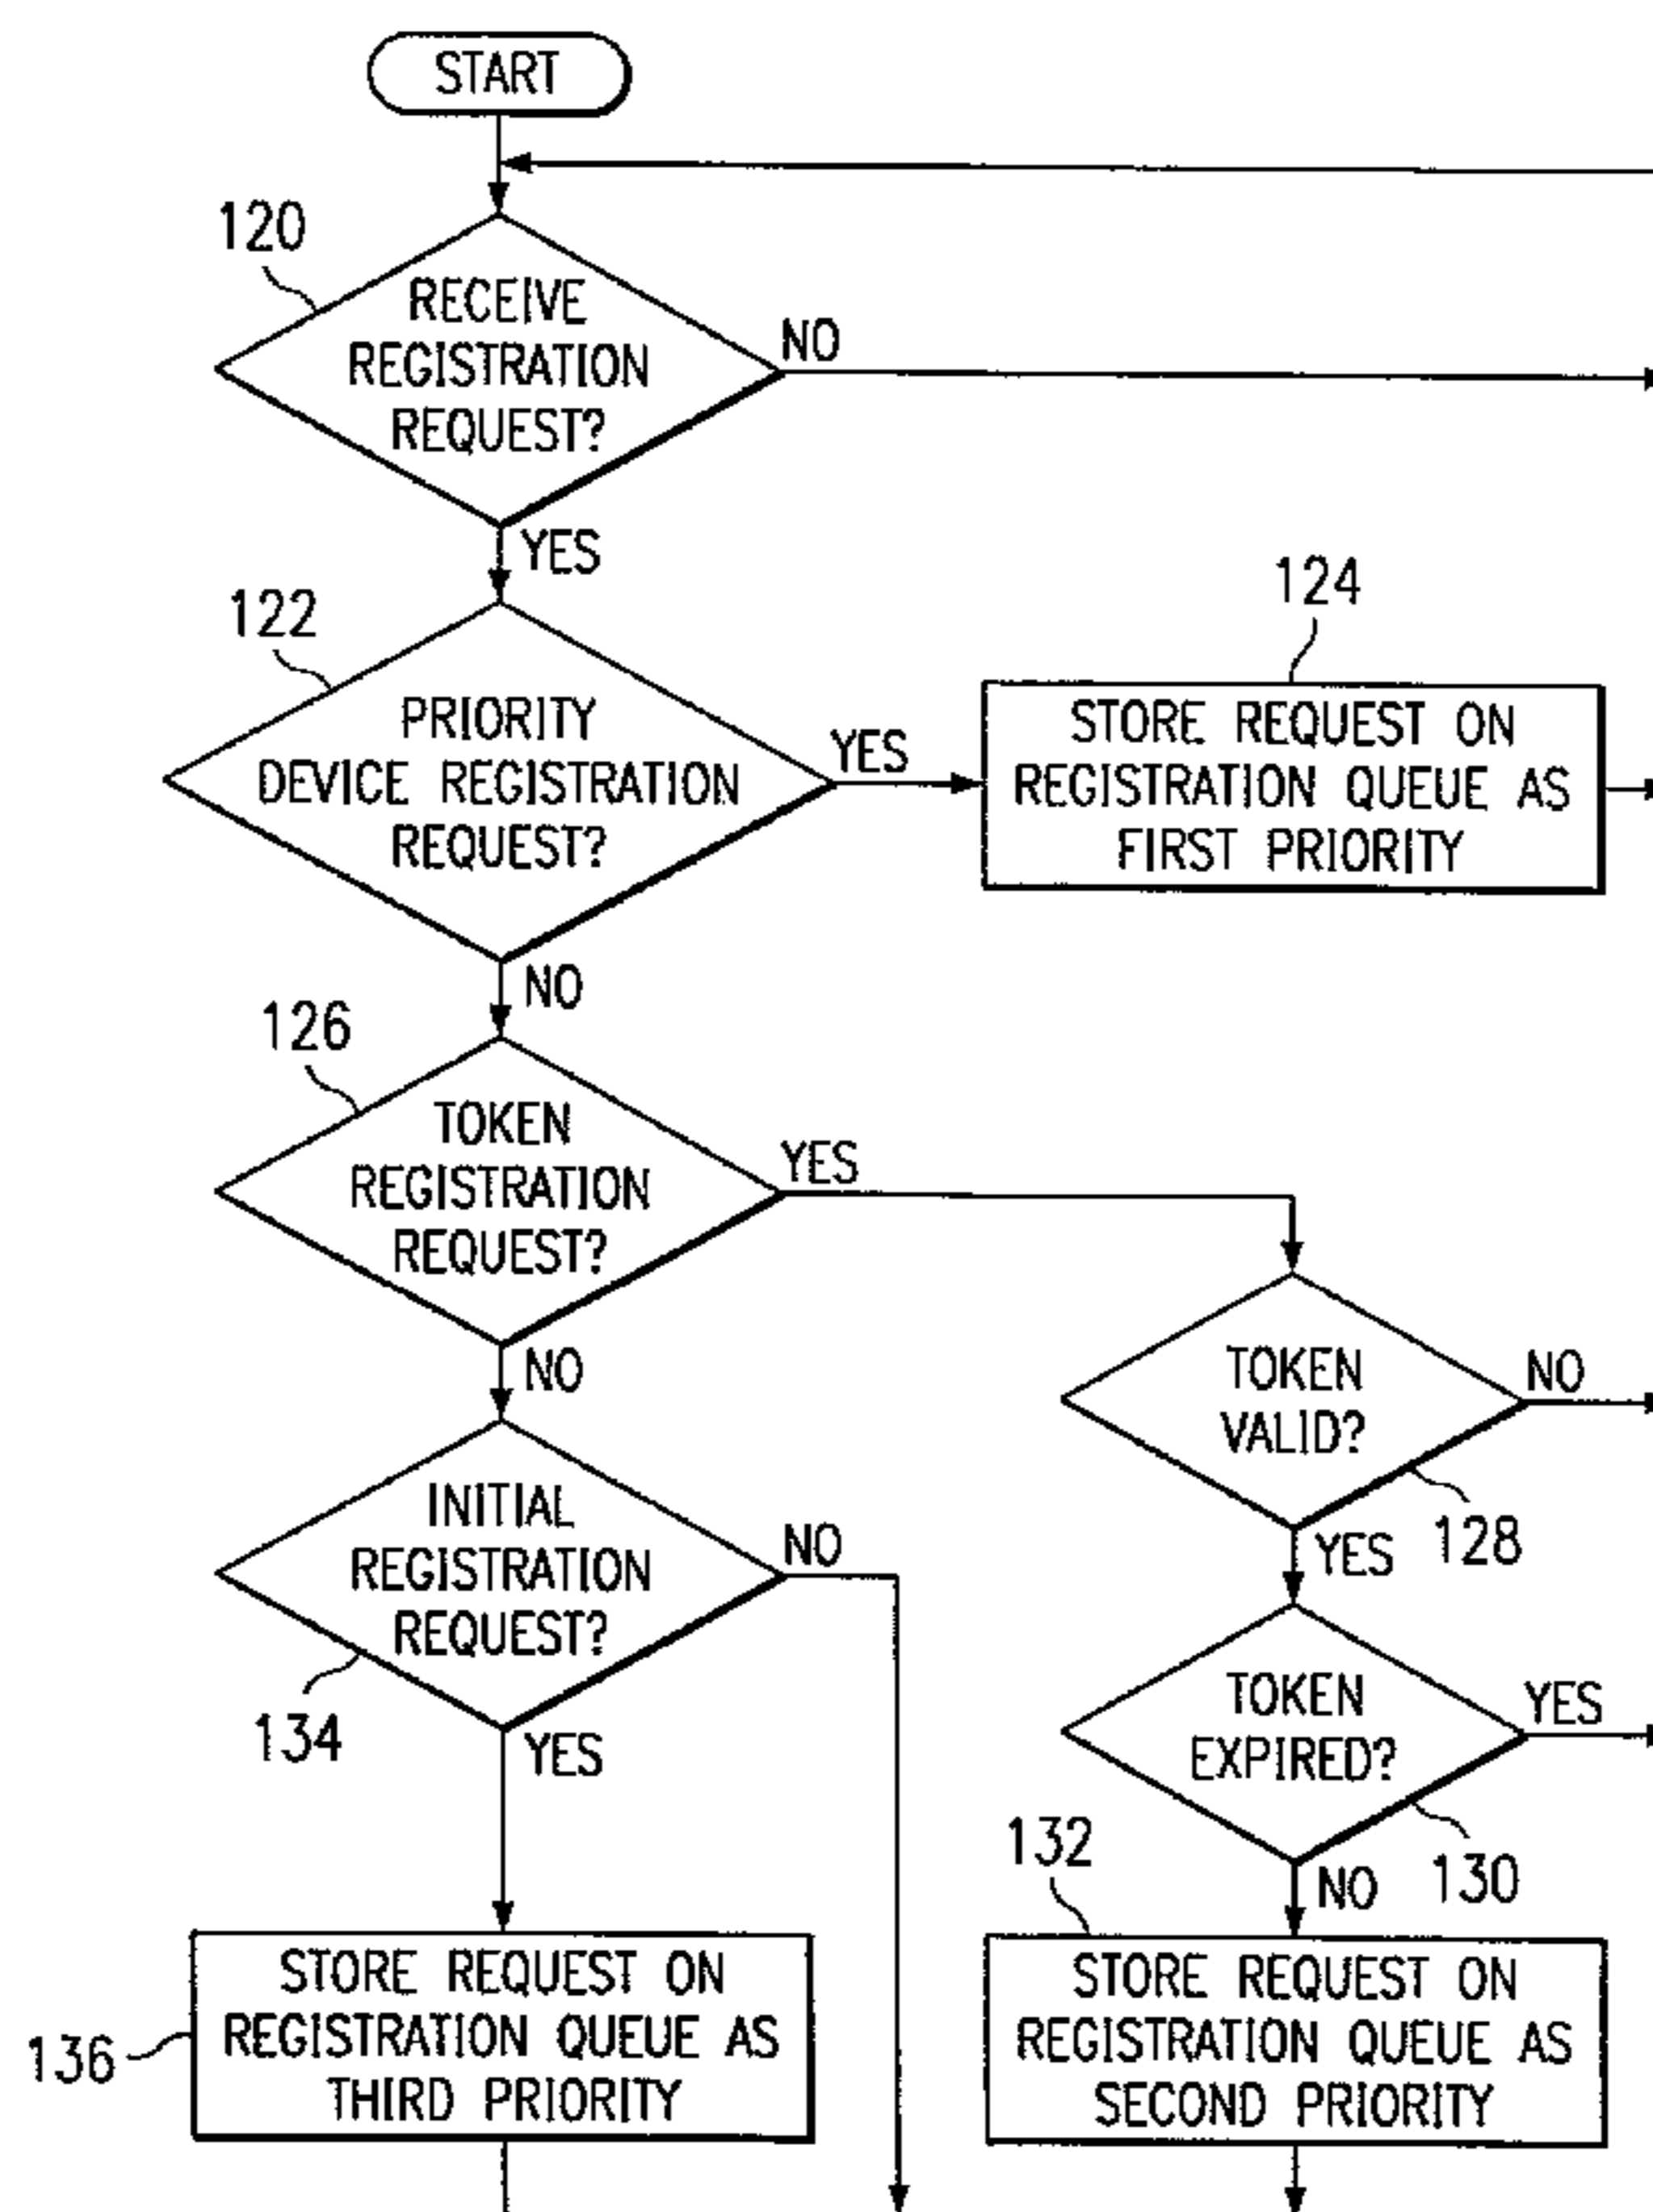 START
120
RECEIVE
REGISTRATION
REQUEST?
NO
YES
122
PRIORITY
DEVICE REGISTRATION
REQUEST?
YES
124
STORE REQUEST ON
REGISTRATION QUEUE AS
FIRST PRIORITY
NO
126
TOKEN
REGISTRATION
REQUEST?
YES
TOKEN
VALID?
NO
128
YES
NO
INITIAL
REGISTRATION
REQUEST?
NO
134
YES
TOKEN
EXPIRED?
YES
130
NO
132
STORE REQUEST ON
REGISTRATION QUEUE AS
SECOND PRIORITY
136
STORE REQUEST ON
REGISTRATION QUEUE AS
THIRD PRIORITY